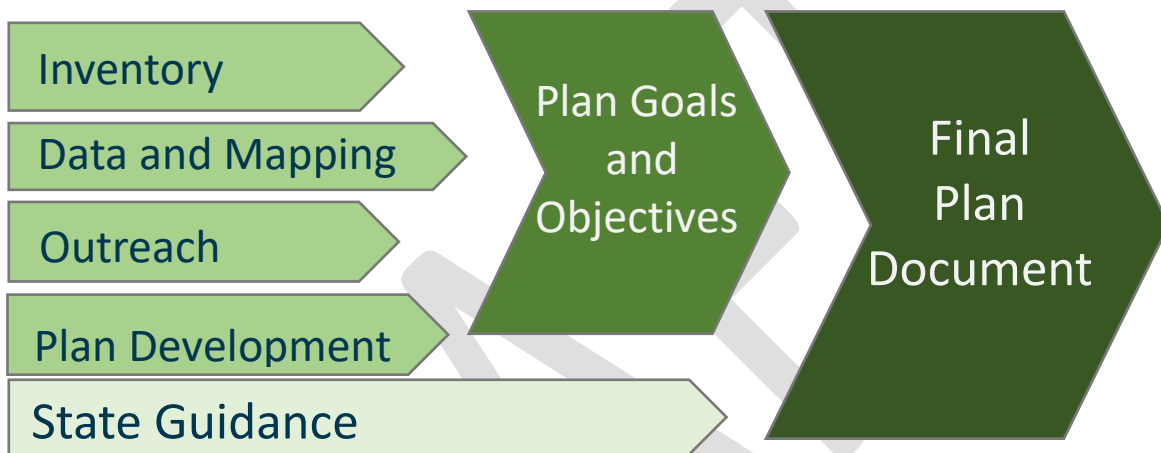 Inventory
Data and Mapping
Outreach
Plan Development
State Guidance
Plan Goals
and
Objectives
Final
Plan
Document